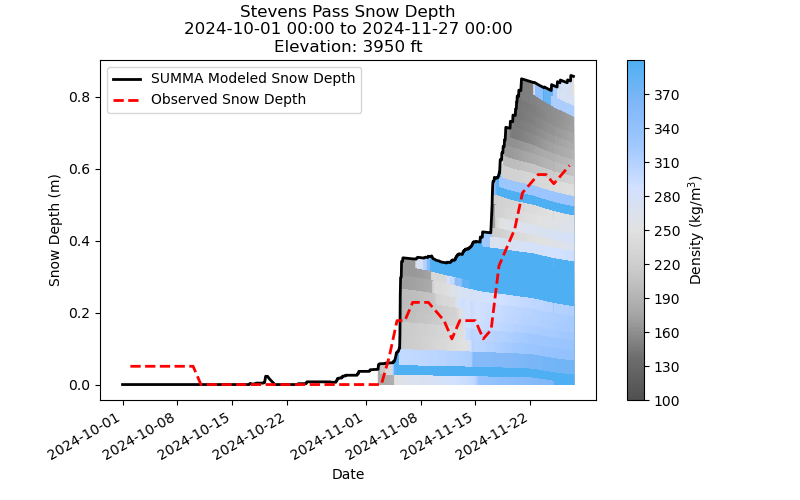 Stevens Pass Snow Depth
2024-10-01 00:00 to 2024-11-27 00:00
Elevation: 3950 ft
SUMMA Modeled Snow Depth
Observed Snow Depth
Snow Depth (m)
0.8
0.6
0.4
0.2
0.0
2024-10-01
2024-10-08
2024-10-15
2024-10-22
2024-11-01
2024-11-08
2024-11-15
2024-11-22
Date
370
340
310
280
250
220
190
160
130
100
Density (kg/m³)